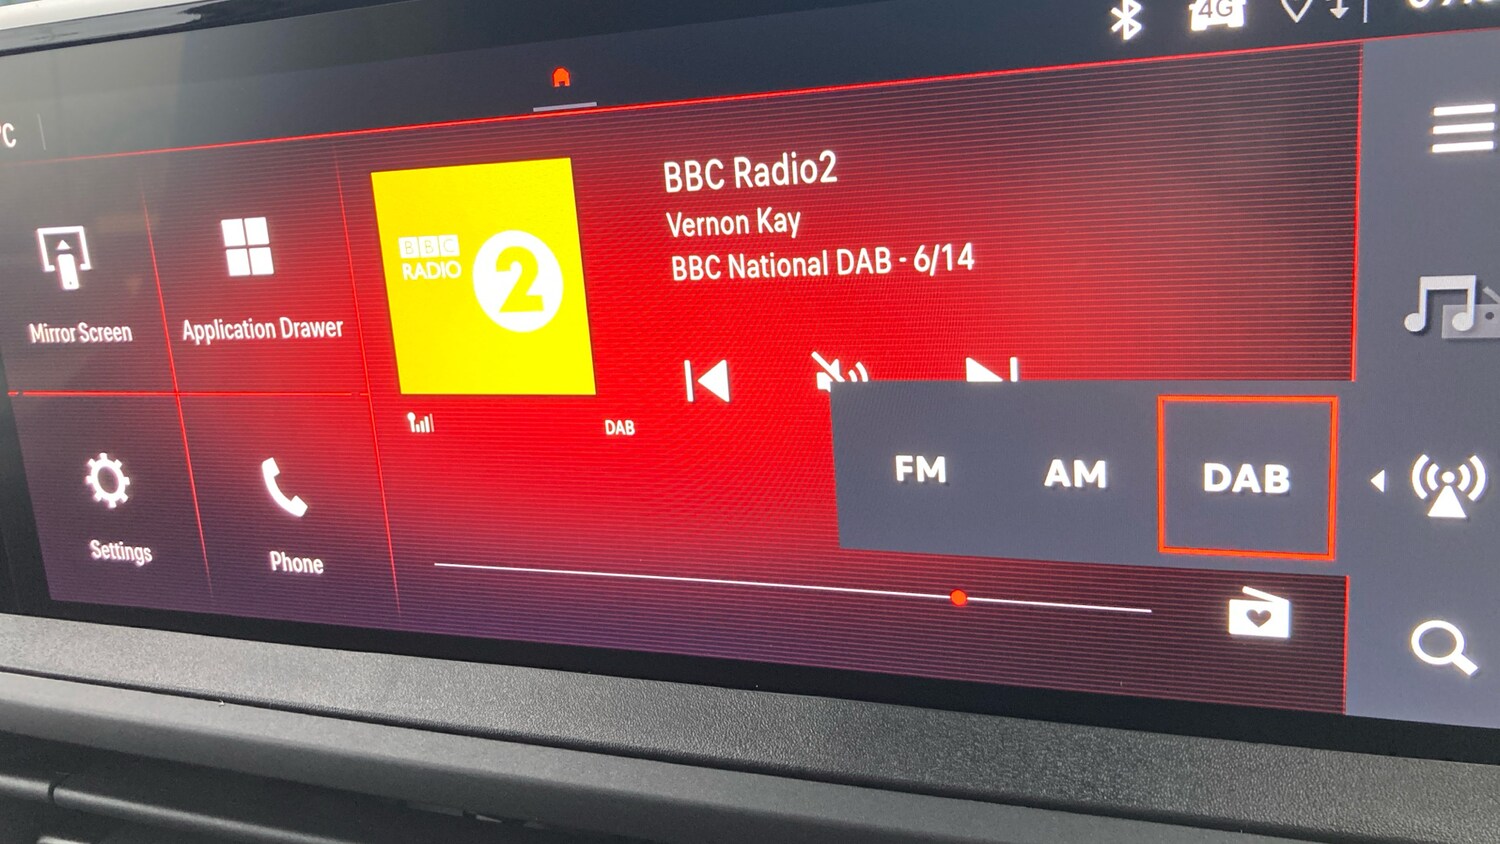 4G
°C
BBC
RADIO
2
BBC Radio2
Vernon Kay
BBC National DAB - 6/14
Mirror Screen
Application Drawer
DAB
FM
AM
DAB
Settings
Phone